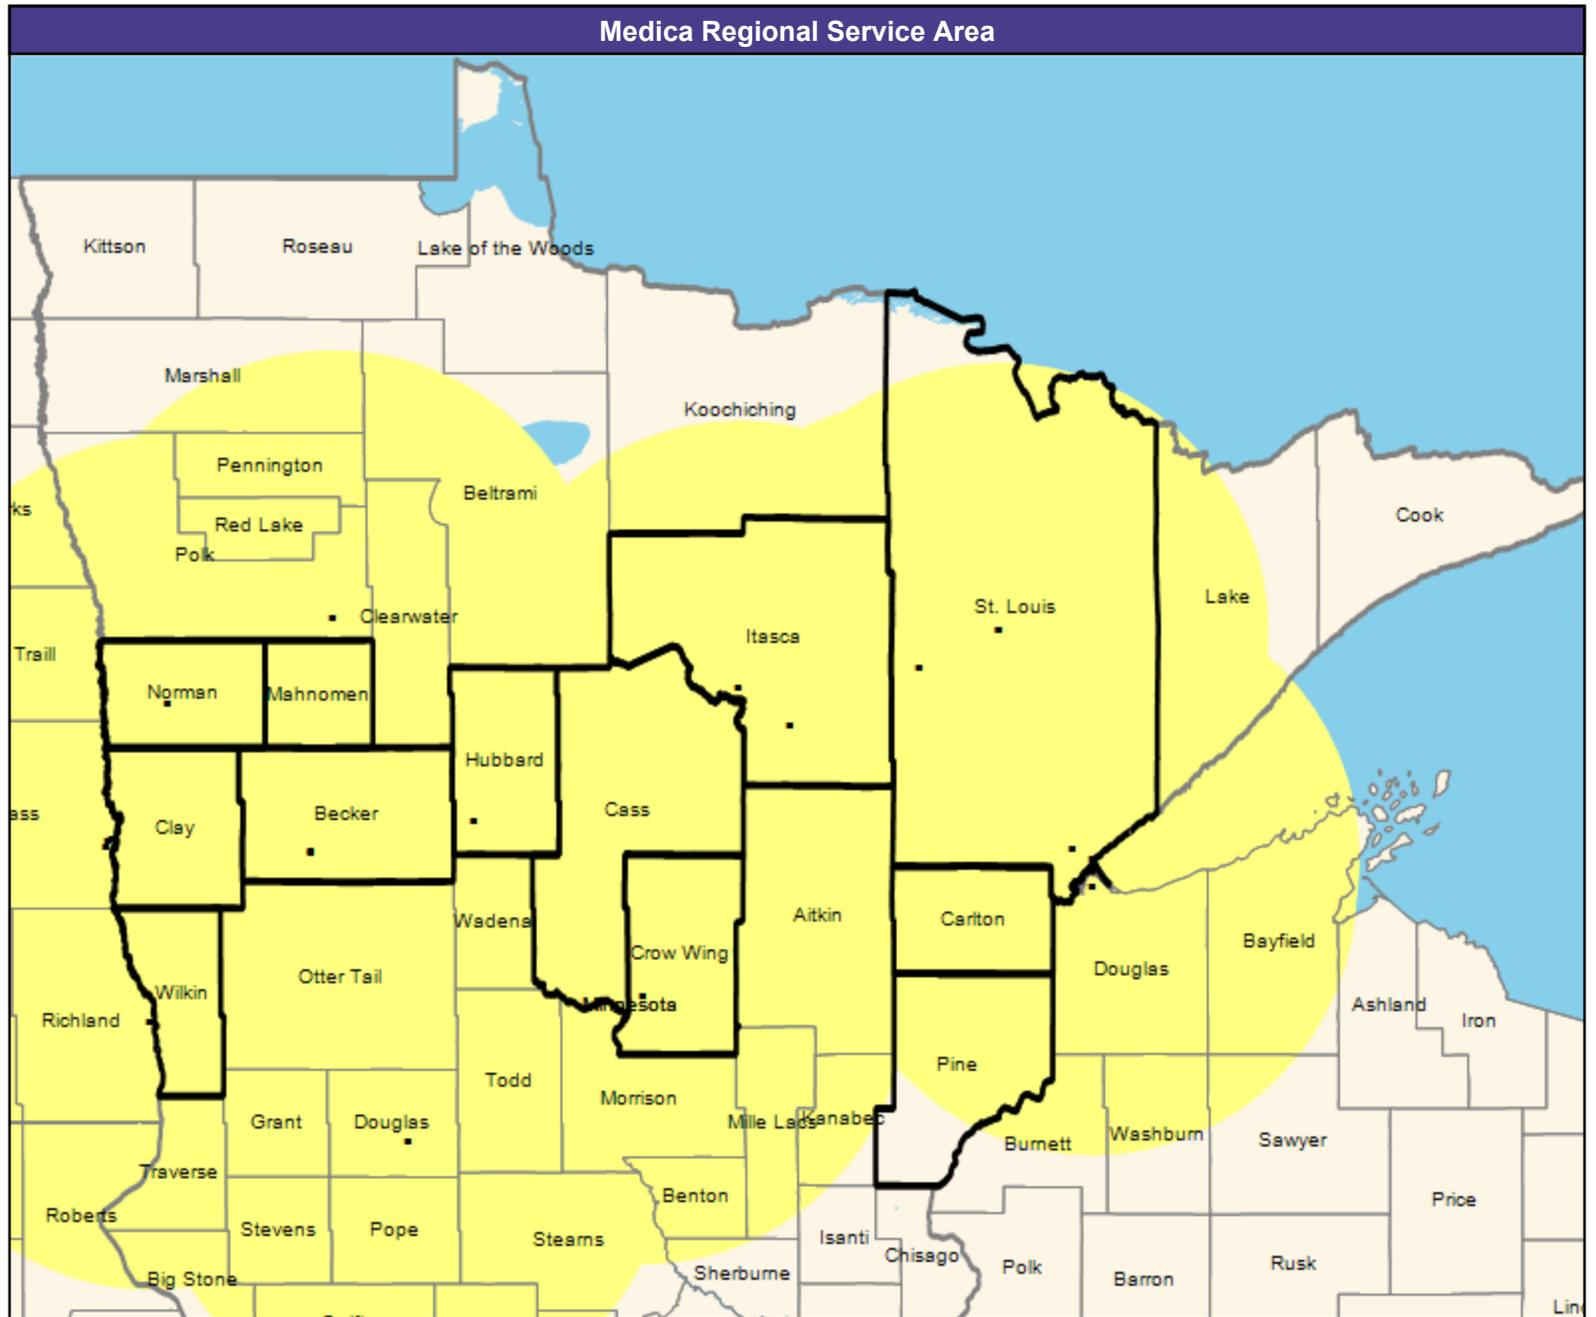 Medica Regional Service Area
Kittson
Roseau
Lake of the Woods
Marshall
Koochiching
Pennington
Beltrami
ks
Red Lake
Cook
Polk
Clearwater
Lake
St. Louis
Itasca
Traill
Norman
Mahnomen
Hubbard
Cass
Becker
ass
Clay
Aitkin
Carlton
Wadena
Crow Wing
Bayfield
Douglas
Otter Tail
Wilkin
Minnesota
Ashland
Richland
Iron
Pine
Todd
Morrison
Grant
Douglas
Mille Lacs
Kanabec
Burnett
Washburn
Sawyer
Traverse
Benton
Price
Roberts
Stevens
Pope
Stearns
Isanti
Chisago
Rusk
Polk
Sherburne
Barron
Big Stone
Linc